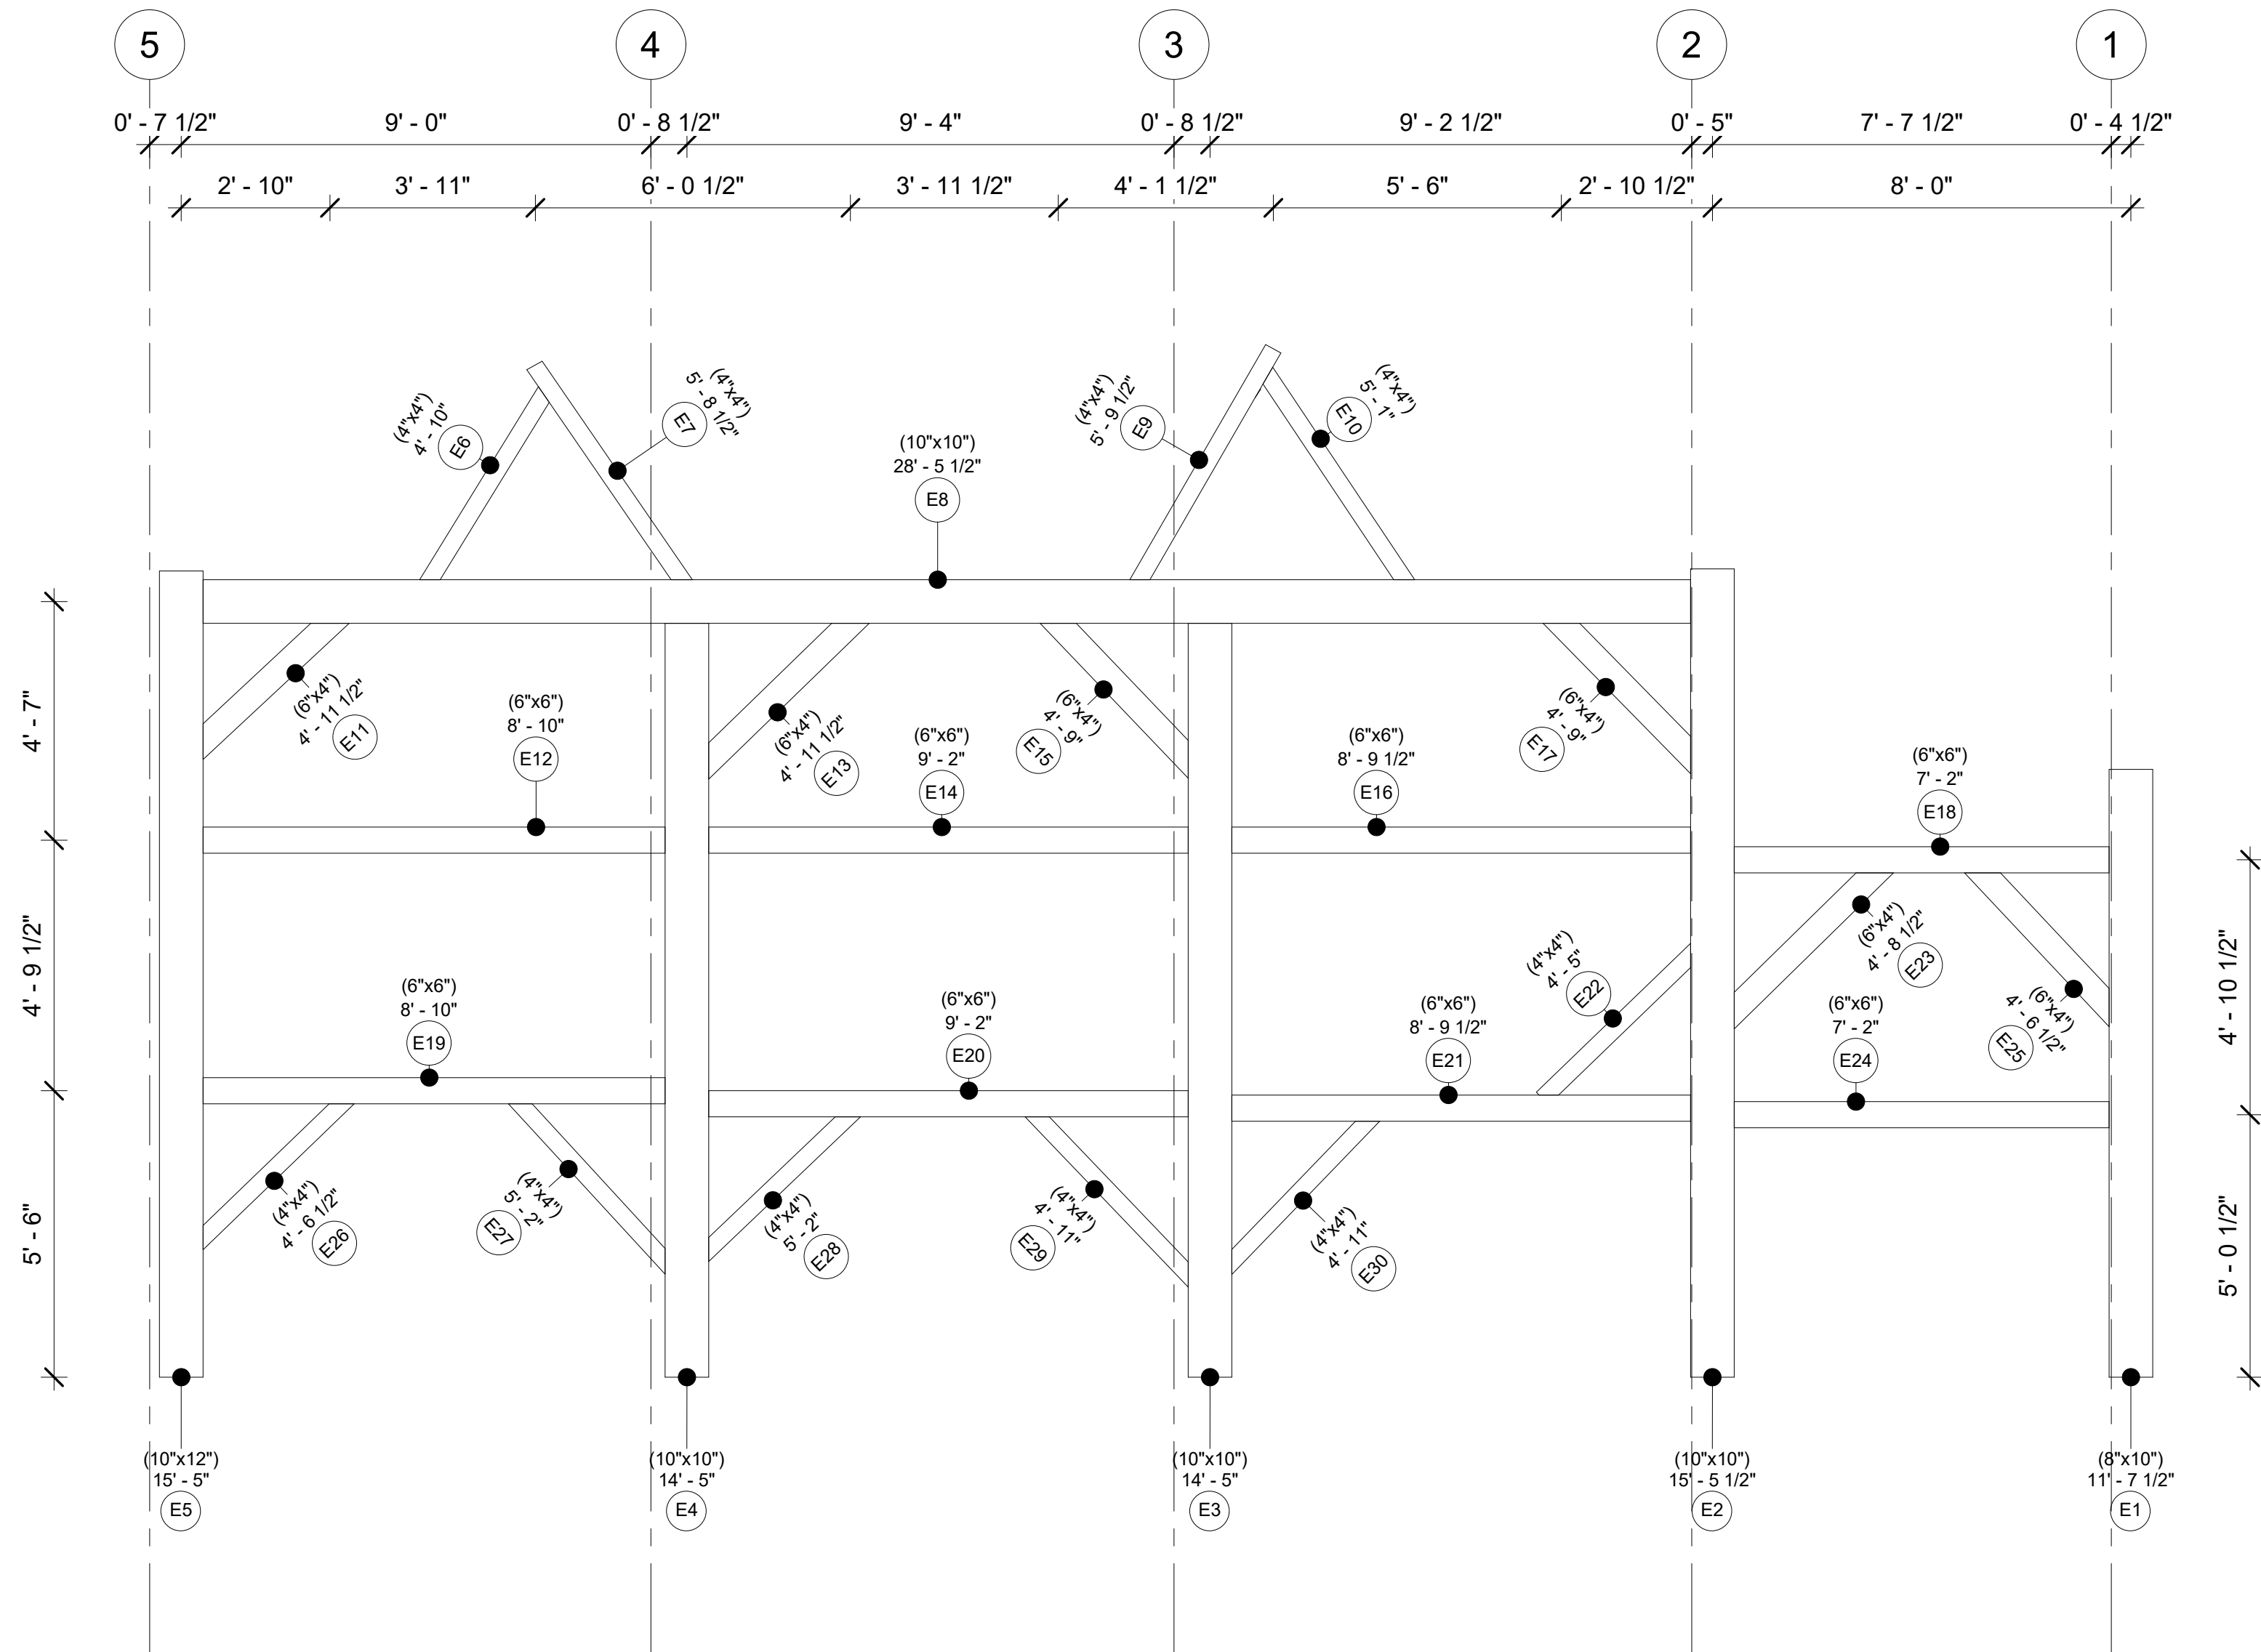 5 4 3 2 1
0' - 7 1/2" 9' - 0" 0' - 8 1/2" 9' - 4" 0' - 8 1/2" 9' - 2 1/2" 0' - 5" 7' - 7 1/2" 0' - 4 1/2"
2' - 10" 3' - 11" 6' - 0 1/2" 3' - 11 1/2" 4' - 1 1/2" 5' - 6" 2' - 10 1/2" 8' - 0"
(4"x4")
4' - 10"
E6
(4"x4")
5' - 8 1/2"
E7
(10"x10")
28' - 5 1/2"
E8
(4"x4")
5' - 9 1/2"
E9
(4"x4")
5' - 1"
E10
4' - 7"
4' - 9 1/2"
5' - 6"
(6"x4")
4' - 11 1/2"
E11
(6"x6")
8' - 10"
E12
(6"x4")
4' - 11 1/2"
E13
(6"x6")
9' - 2"
E14
(6"x4")
4' - 9"
E15
(6"x6")
8' - 9 1/2"
E16
(6"x4")
4' - 9"
E17
(6"x6")
7' - 2"
E18
(6"x6")
8' - 10"
E19
(6"x6")
9' - 2"
E20
(6"x6")
8' - 9 1/2"
E21
(4"x4")
4' - 5"
E22
(6"x4")
4' - 8 1/2"
E23
(6"x6")
7' - 2"
E24
(6"x4")
4' - 6 1/2"
E25
4' - 10 1/2"
5' - 0 1/2"
(4"x4")
4' - 6 1/2"
E26
(4"x4")
5' - 2"
E27
(4"x4")
5' - 2"
E28
(4"x4")
4' - 11"
E29
(4"x4")
4' - 11"
E30
(10"x12")
15' - 5"
E5
(10"x10")
14' - 5"
E4
(10"x10")
14' - 5"
E3
(10"x10")
15' - 5 1/2"
E2
(8"x10")
11' - 7 1/2"
E1